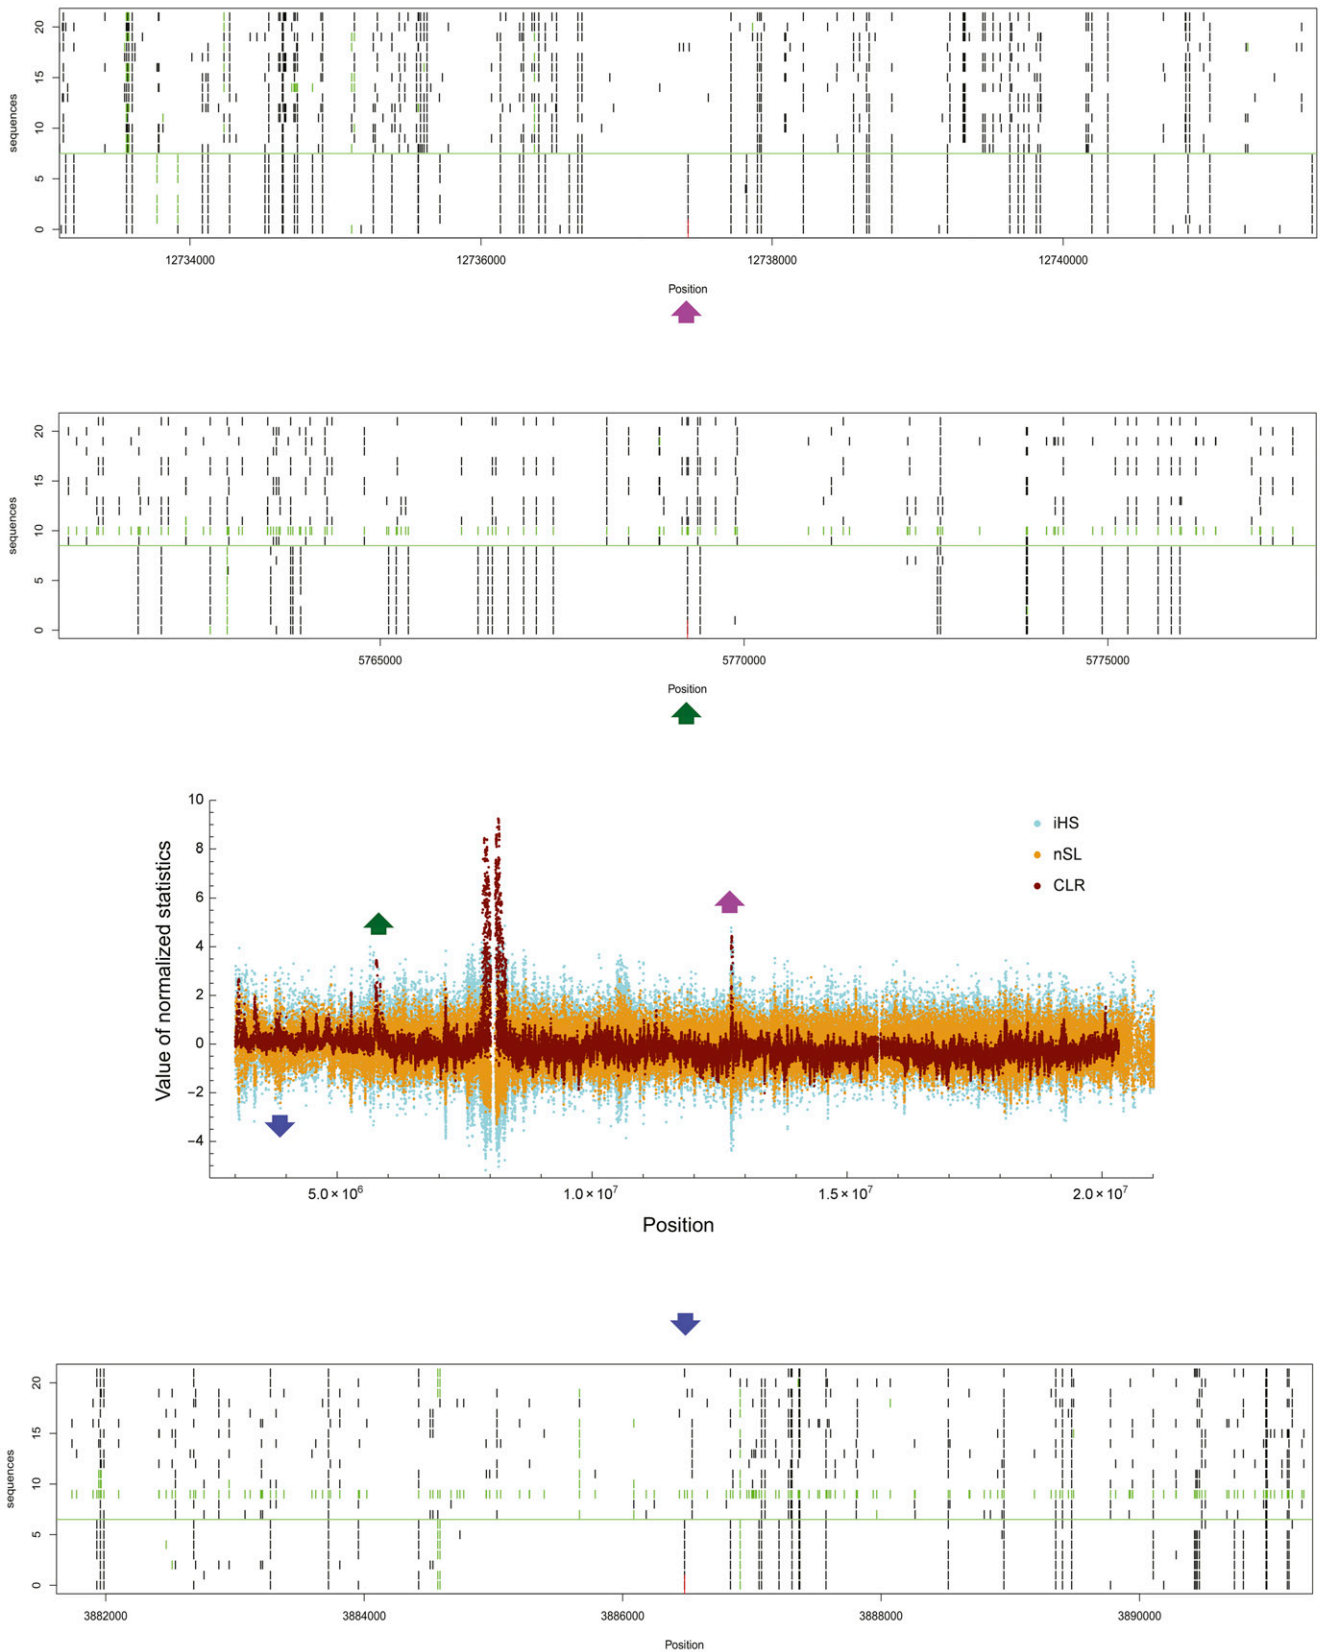 20
15
10
5
0
sequences
12734000 12736000 12738000 12740000
Position
20
15
10
5
0
sequences
5765000 5770000 5775000
Position
10
8
6
4
2
0
−2
−4
Value of normalized statistics
iHS
nSL
CLR
5.0×10⁶ 1.0×10⁷ 1.5×10⁷ 2.0×10⁷
Position
20
15
10
5
0
sequences
3882000 3884000 3886000 3888000 3890000
Position